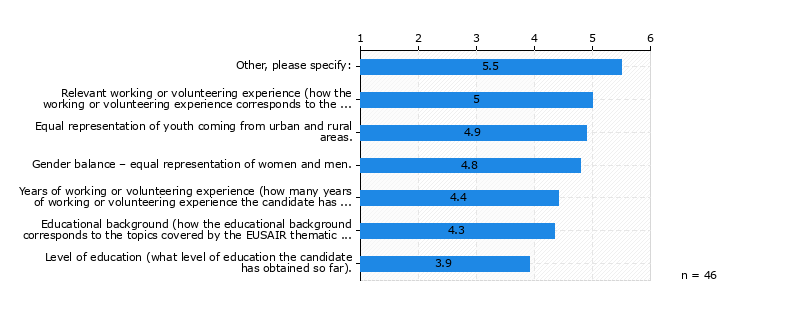 1 2 3 4 5 6
Other, please specify: 5.5
Relevant working or volunteering experience (how the
working or volunteering experience corresponds to the ... 5
Equal representation of youth coming from urban and rural
areas. 4.9
Gender balance – equal representation of women and men. 4.8
Years of working or volunteering experience (how many years
of working or volunteering experience the candidate has ... 4.4
Educational background (how the educational background
corresponds to the topics covered by the EUSAIR thematic ... 4.3
Level of education (what level of education the candidate
has obtained so far). 3.9
n = 46